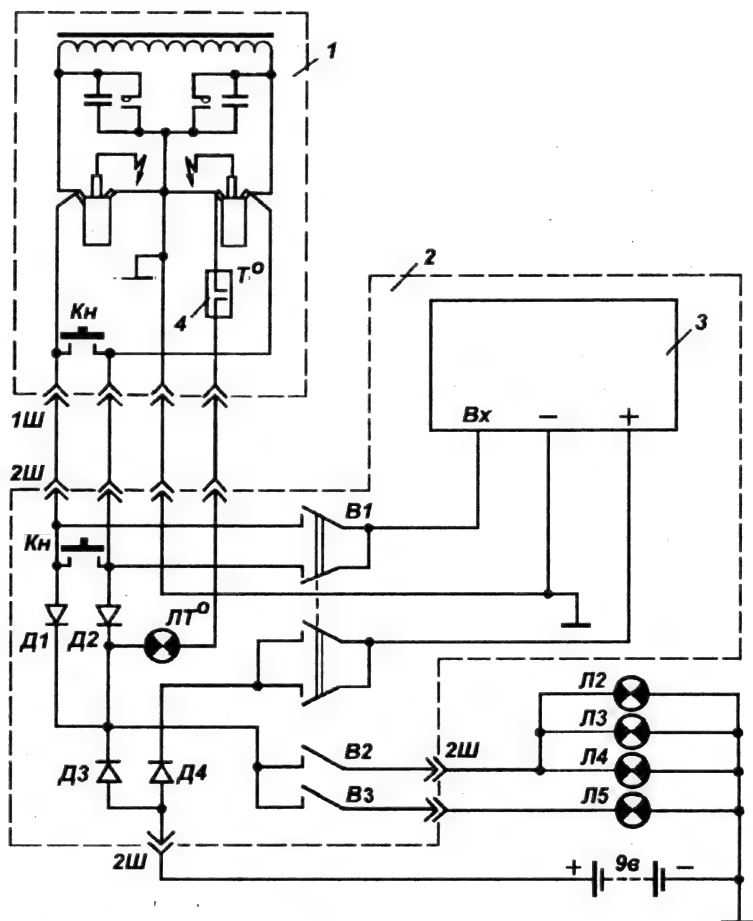 1
2
T°
4
Кн
3
Вх − +
1Ш
2Ш
В1
Кн
Д1 Д2
ЛТ°
Л2
Л3
2Ш
В2
Л4
Д3 Д4
В3
Л5
2Ш
+ 9в −